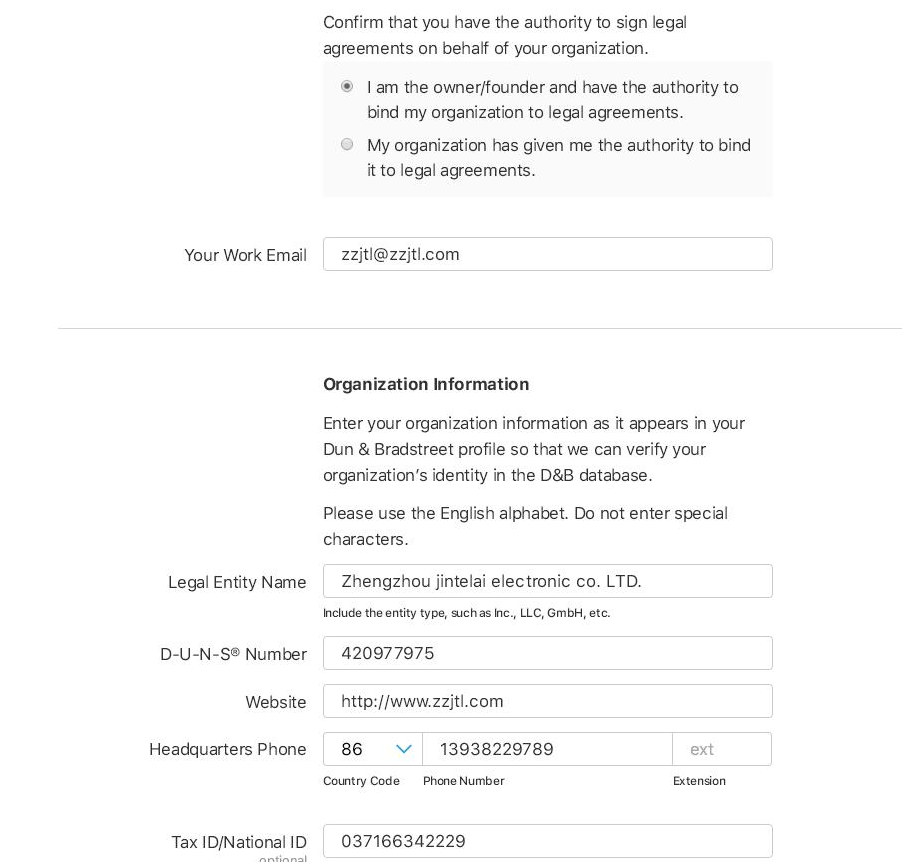 Confirm that you have the authority to sign legal
agreements on behalf of your organization.
I am the owner/founder and have the authority to
bind my organization to legal agreements.
My organization has given me the authority to bind
it to legal agreements.
Your Work Email zzjtl@zzjtl.com
Organization Information
Enter your organization information as it appears in your
Dun & Bradstreet profile so that we can verify your
organization’s identity in the D&B database.
Please use the English alphabet. Do not enter special
characters.
Legal Entity Name Zhengzhou jintelai electronic co. LTD.
Include the entity type, such as Inc., LLC, GmbH, etc.
D-U-N-S® Number 420977975
Website http://www.zzjtl.com
Headquarters Phone 86 13938229789 ext
Country Code Phone Number Extension
Tax ID/National ID 037166342229
optional